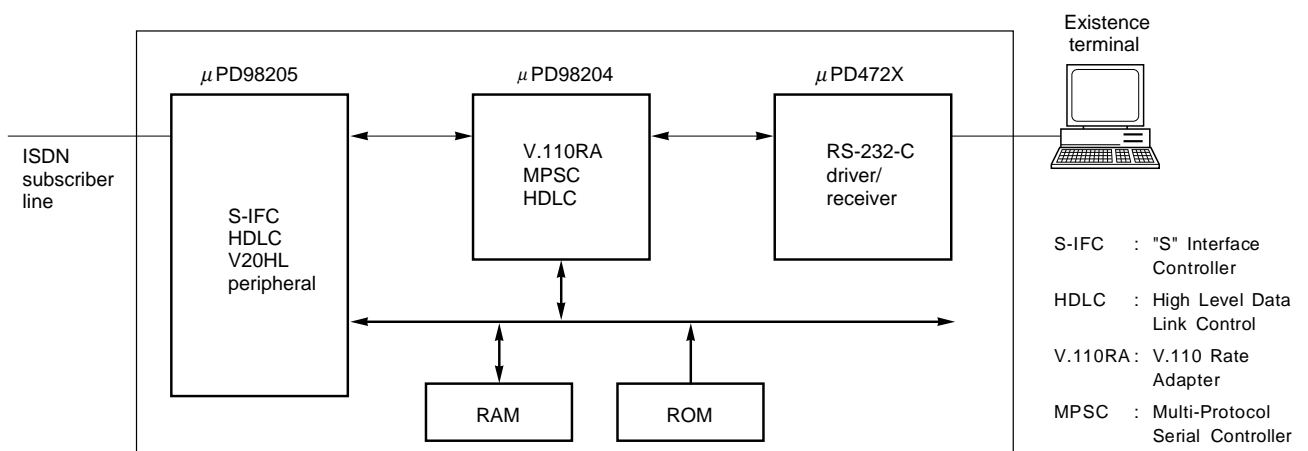 Existence
terminal
μPD98205
μPD98204
μPD472X
ISDN
subscriber
line
S-IFC
HDLC
V20HL
peripheral
V.110RA
MPSC
HDLC
RS-232-C
driver/
receiver
RAM
ROM
S-IFC : "S" Interface
Controller
HDLC : High Level Data
Link Control
V.110RA : V.110 Rate
Adapter
MPSC : Multi-Protocol
Serial Controller